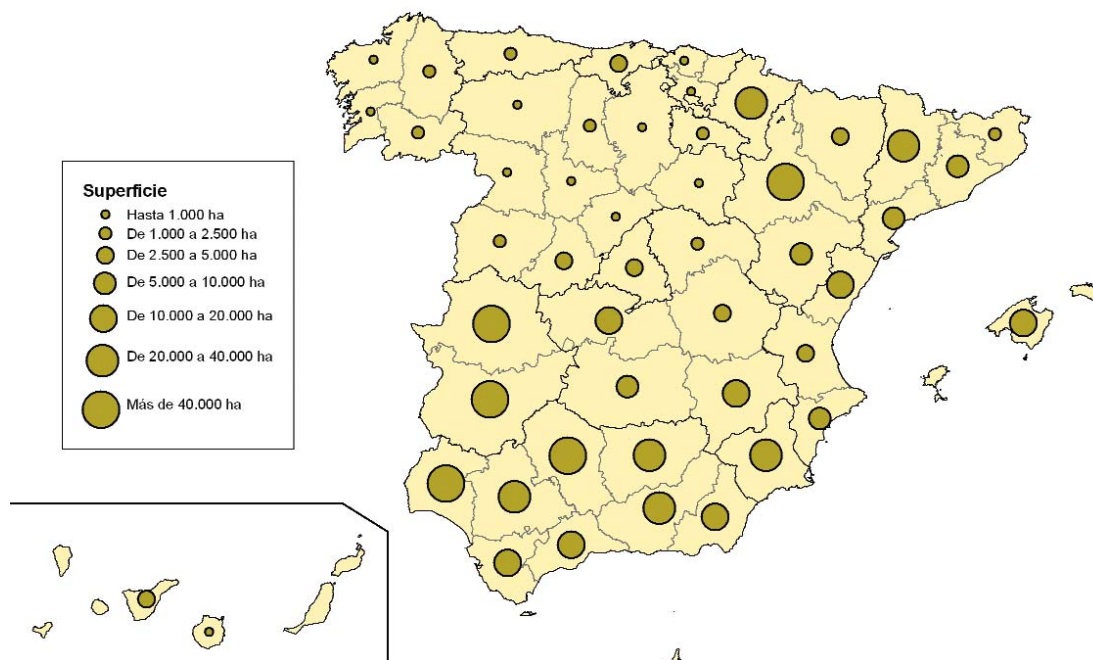 Superficie
Hasta 1.000 ha
De 1.000 a 2.500 ha
De 2.500 a 5.000 ha
De 5.000 a 10.000 ha
De 10.000 a 20.000 ha
De 20.000 a 40.000 ha
Más de 40.000 ha